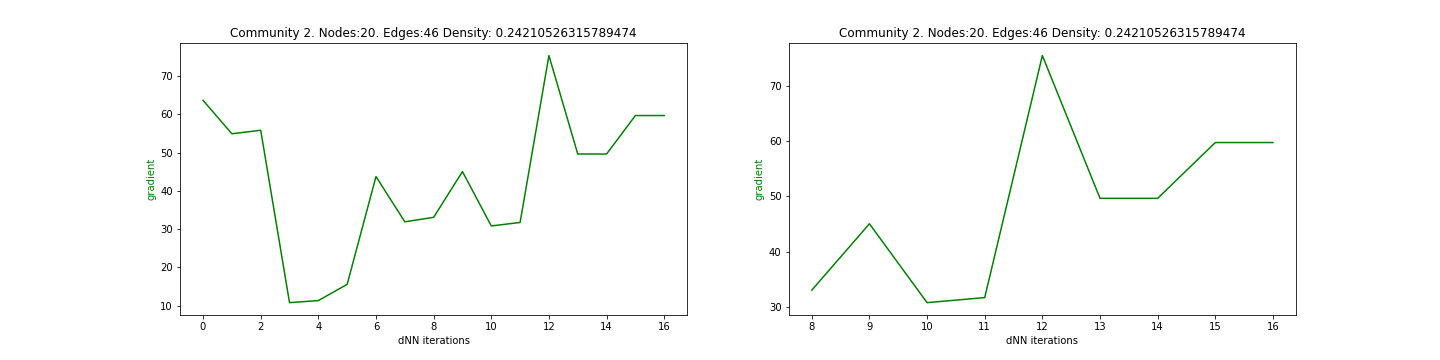 Community 2. Nodes:20. Edges:46 Density: 0.24210526315789474
70
60
50
40
30
20
10
gradient
0 2 4 6 8 10 12 14 16
dNN iterations
Community 2. Nodes:20. Edges:46 Density: 0.24210526315789474
70
60
50
40
30
gradient
8 9 10 11 12 13 14 15 16
dNN iterations